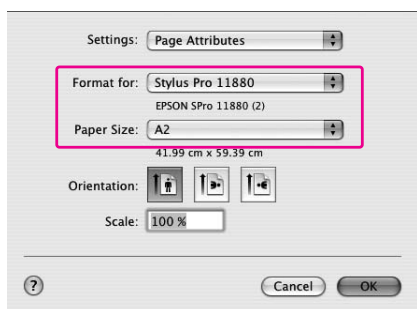 Settings: Page Attributes
Format for: Stylus Pro 11880
EPSON SPro 11880 (2)
Paper Size: A2
41.99 cm x 59.39 cm
Orientation:
Scale: 100 %
? Cancel OK